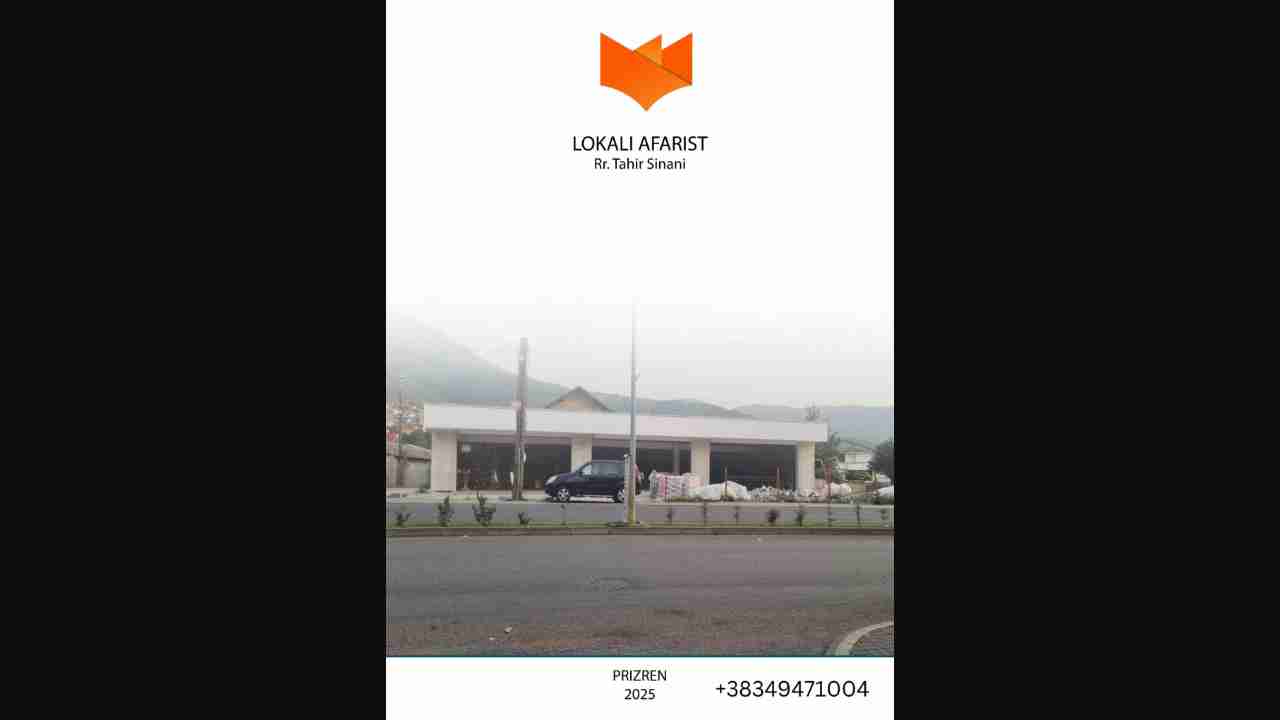 LOKALI AFARIST
Rr. Tahir Sinani
PRIZREN
2025
+38349471004